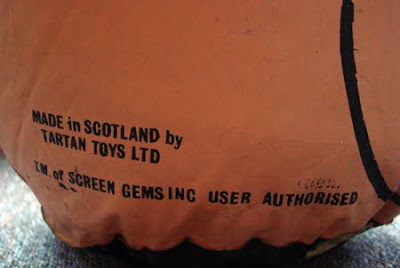 MADE in SCOTLAND by
TARTAN TOYS LTD
T.M. of SCREEN GEMS INC USER AUTHORISED